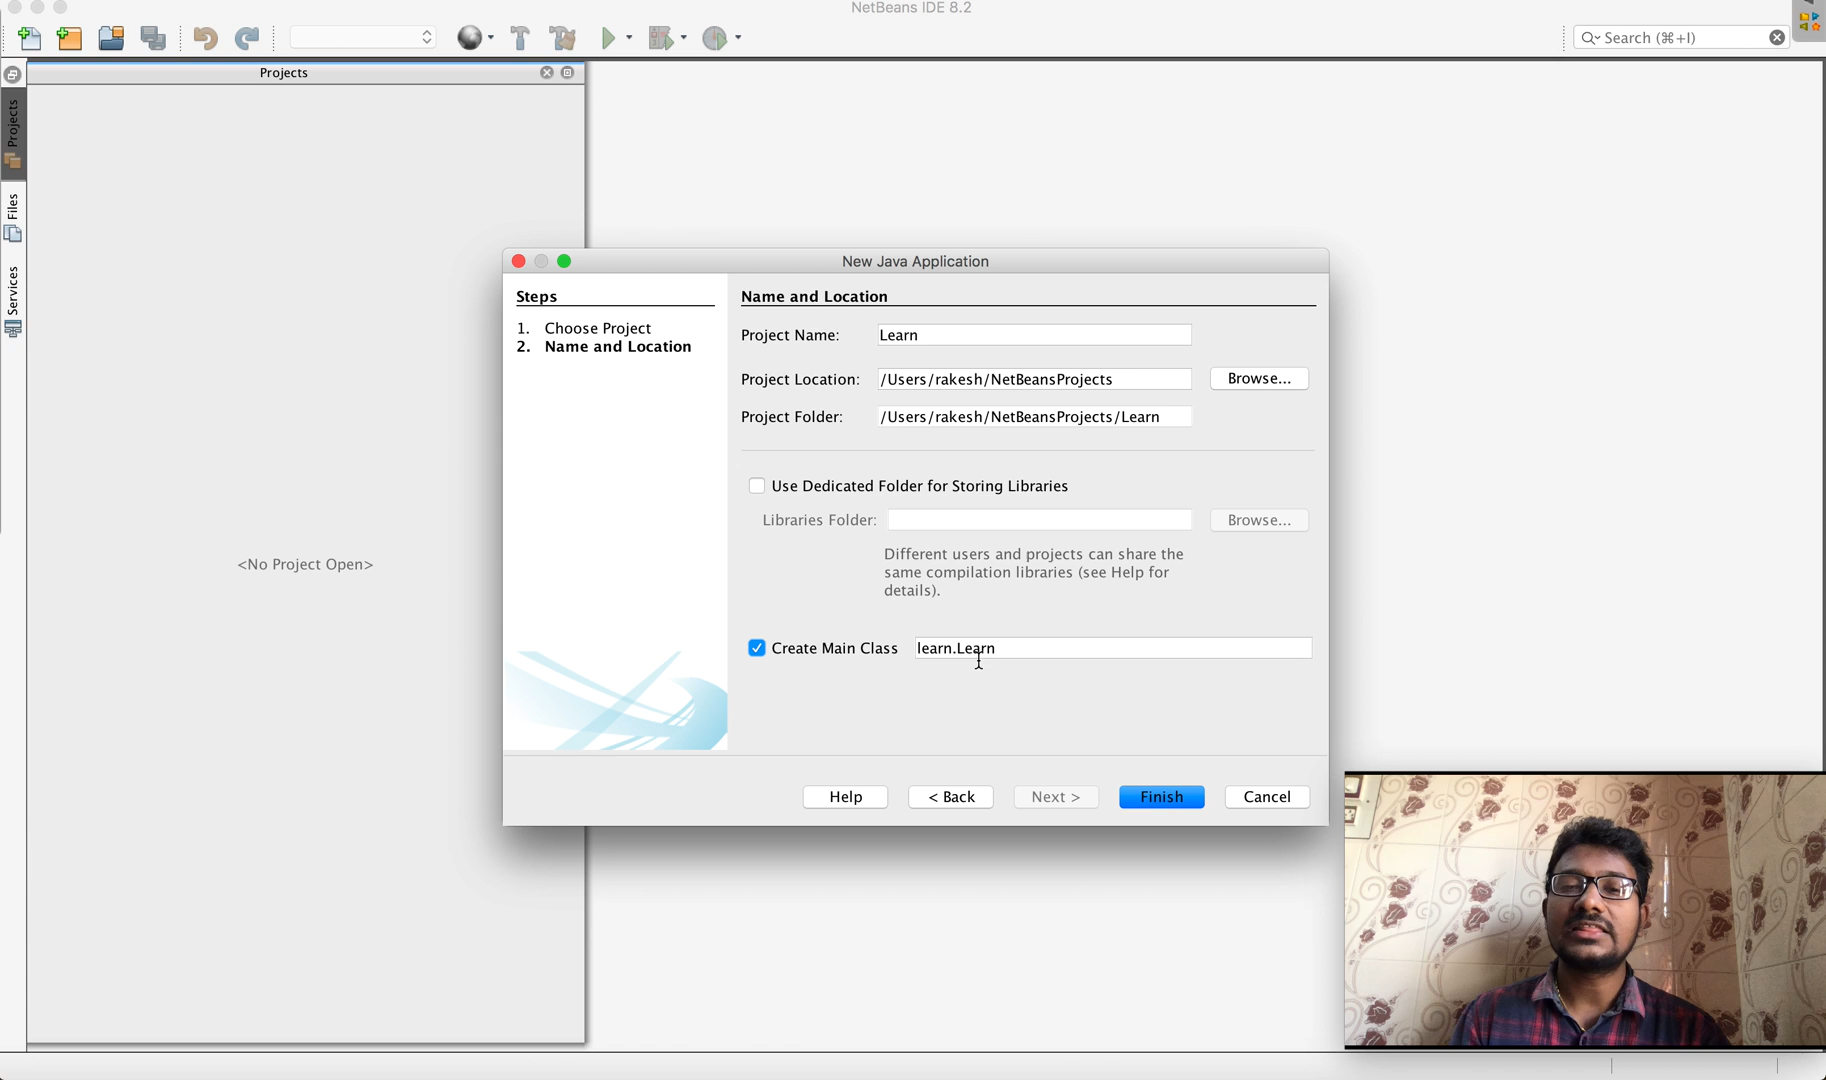 NetBeans IDE 8.2
Search (⌘+I)
Projects
Projects
Files
Services
<No Project Open>
New Java Application
Steps
1. Choose Project
2. Name and Location
Name and Location
Project Name: Learn
Project Location: /Users/rakesh/NetBeansProjects Browse...
Project Folder: /Users/rakesh/NetBeansProjects/Learn
Use Dedicated Folder for Storing Libraries
Libraries Folder: Browse...
Different users and projects can share the
same compilation libraries (see Help for
details).
Create Main Class learn.Learn
Help < Back Next > Finish Cancel